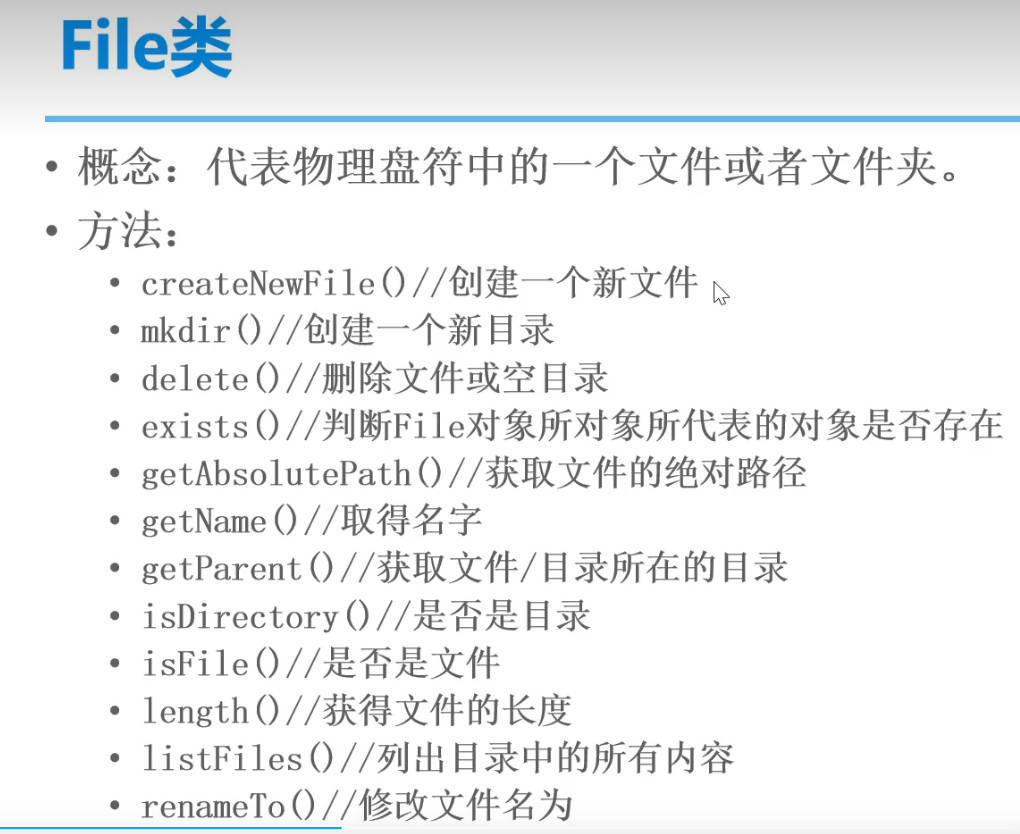 File类
• 概念：代表物理盘符中的一个文件或者文件夹。
• 方法：
• createNewFile()//创建一个新文件
• mkdir()//创建一个新目录
• delete()//删除文件或空目录
• exists()//判断File对象所对象所代表的对象是否存在
• getAbsolutePath()//获取文件的绝对路径
• getName()//取得名字
• getParent()//获取文件/目录所在的目录
• isDirectory()//是否是目录
• isFile()//是否是文件
• length()//获得文件的长度
• listFiles()//列出目录中的所有内容
• renameTo()//修改文件名为